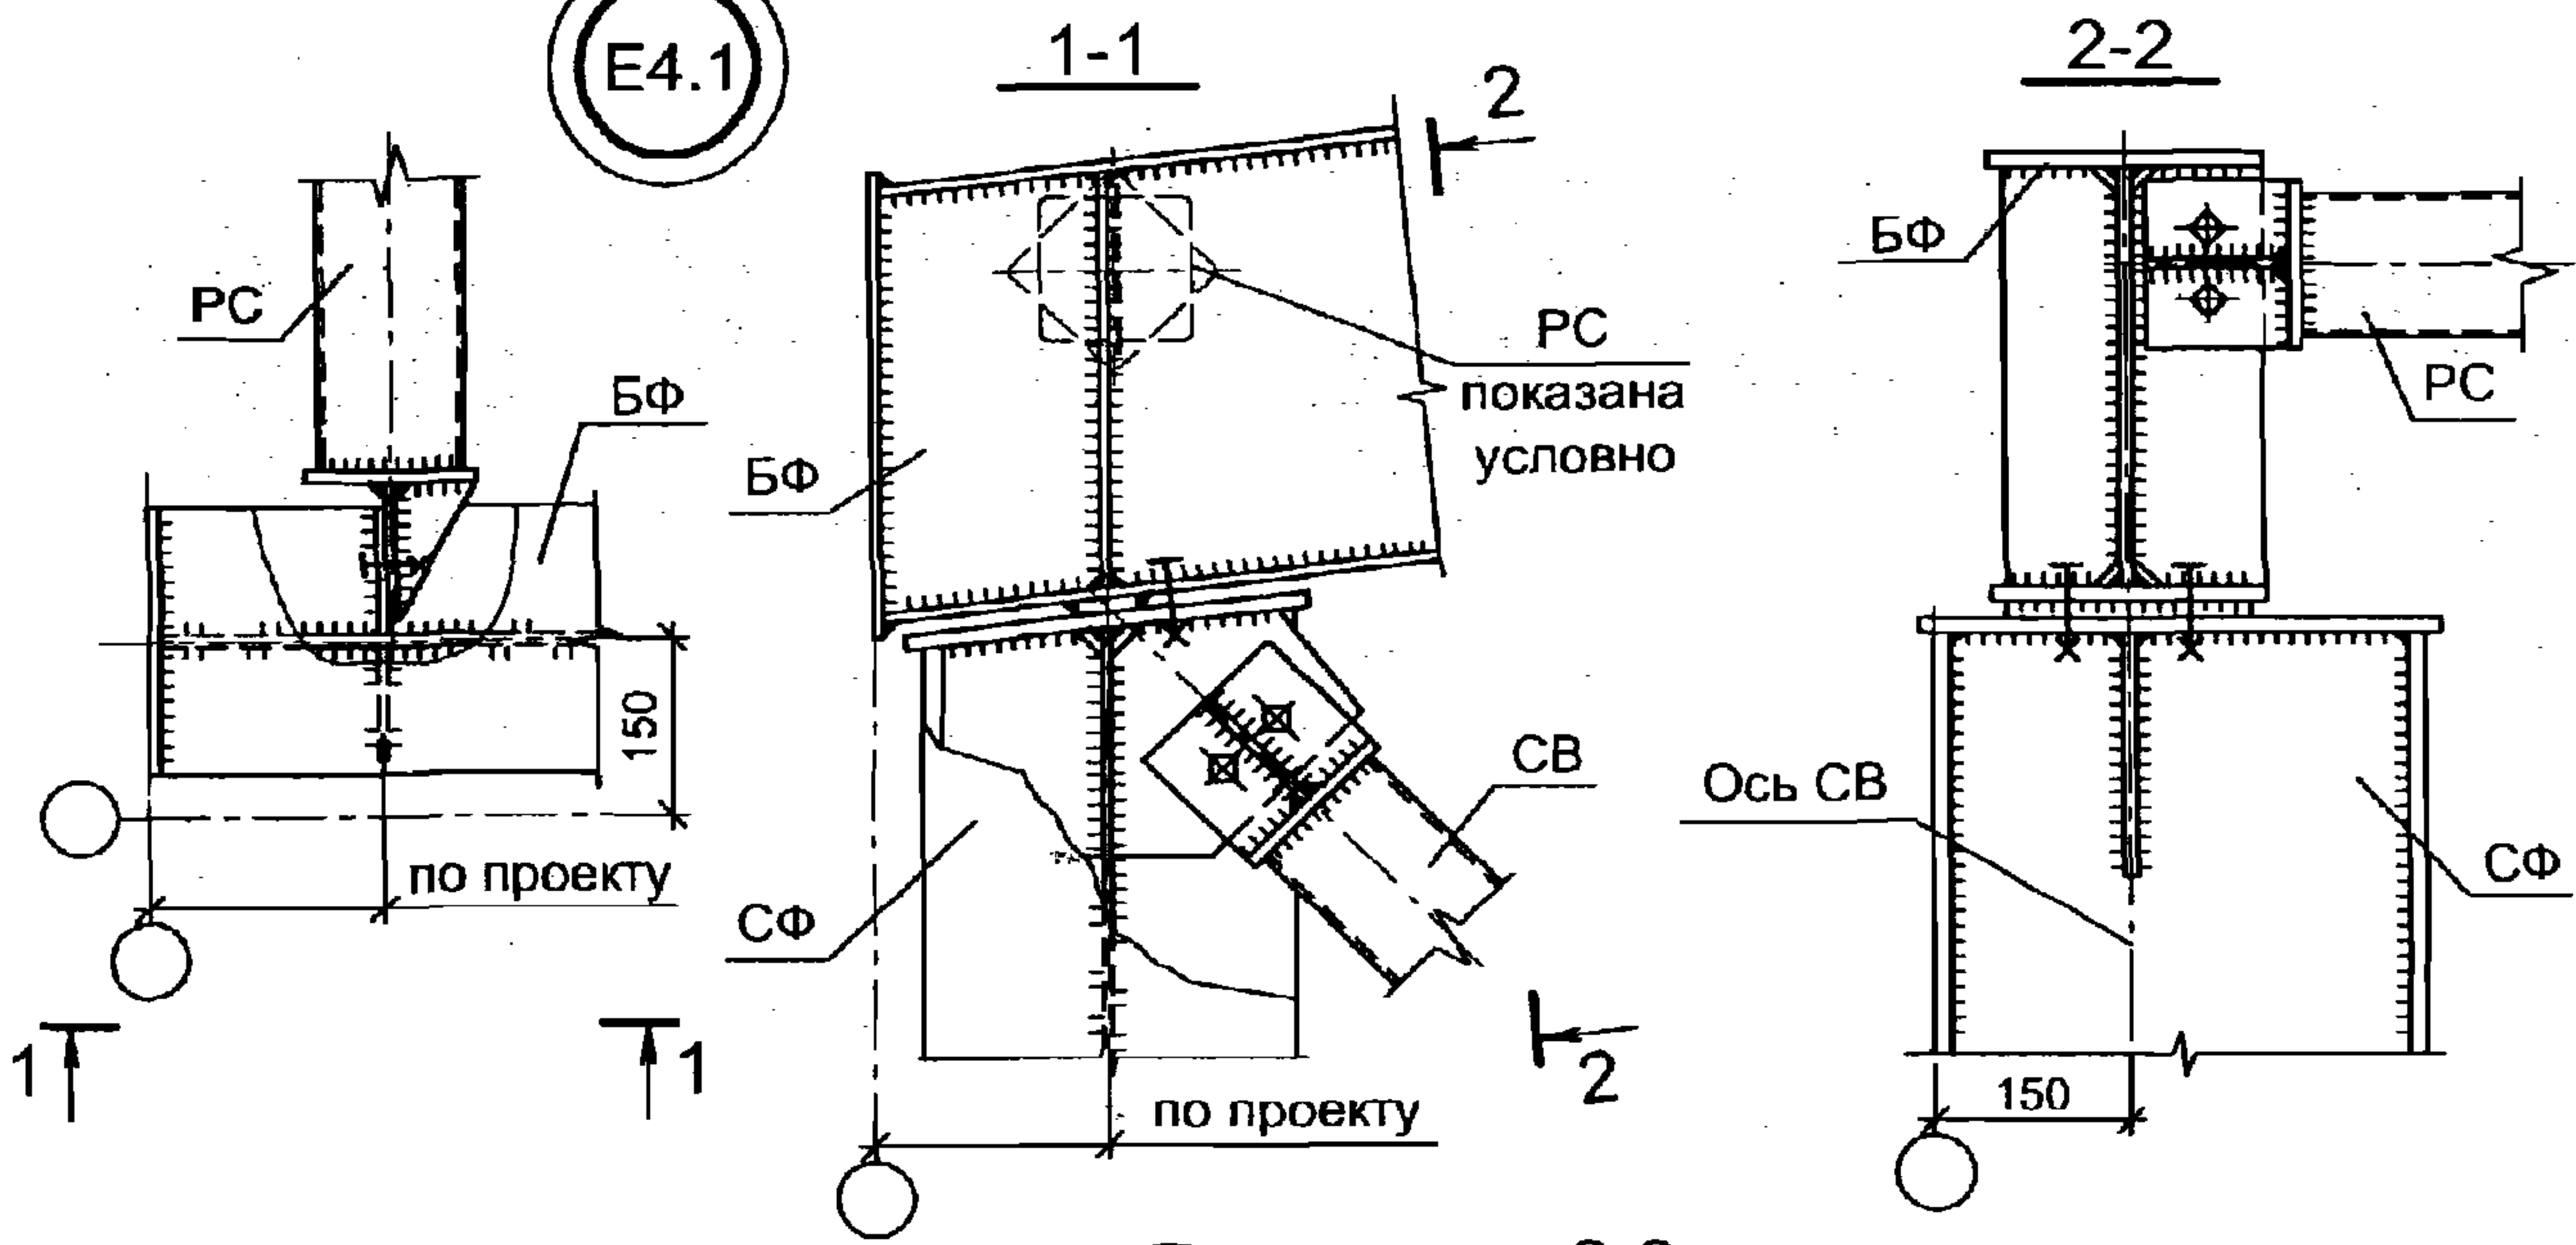 E4.1
1-1
2-2
2
РС
БФ
150
по проекту
1
1
БФ
РС
показана
условно
СВ
СФ
2
по проекту
БФ
РС
Ось СВ
СФ
150